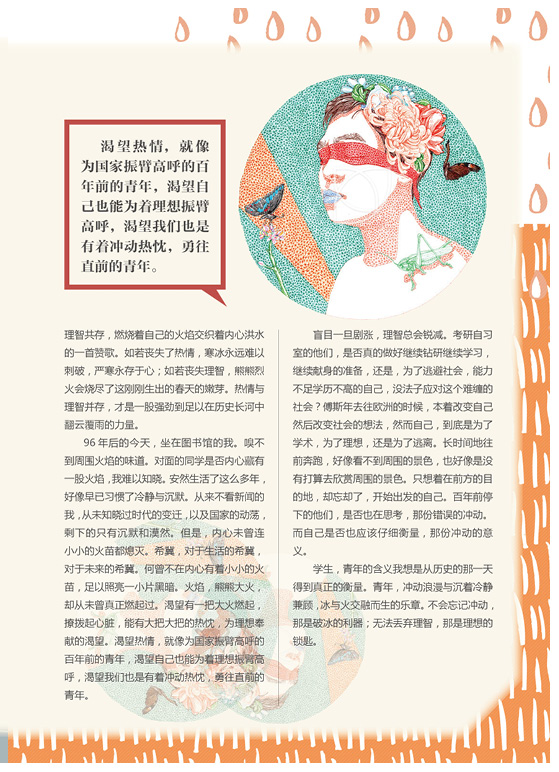 渴望热情，就像
为国家振臂高呼的百
年前的青年，渴望自
己也能为着理想振臂
高呼，渴望我们也是
有着冲动热忱，勇往
直前的青年。
理智共存，燃烧着自己的火焰交织着内心洪水
的一首赞歌。如若丧失了热情，寒冰永远难以
刺破，严寒永存于心；如若丧失理智，熊熊烈
火会烧尽了这刚刚生出的春天的嫩芽。热情与
理智并存，才是一股强劲到足以在历史长河中
翻云覆雨的力量。
96 年后的今天，坐在图书馆的我。嗅不
到周围火焰的味道。对面的同学是否内心藏有
一股火焰，我难以知晓。安然生活了这么多年，
好像早已习惯了冷静与沉默。从来不看新闻的
我，从未知晓过时代的变迁，以及国家的动荡，
剩下的只有沉默和漠然。但是，内心未曾连
小小的火苗都熄灭。希冀，对于生活的希冀，
对于未来的希冀。何曾不在内心有着小小的火
苗，足以照亮一小片黑暗。火焰，熊熊大火，
却从未曾真正燃起过。渴望有一把大火燃起，
撩拨起心脏，能有大把大把的热忱，为理想奉
献的渴望。渴望热情，就像为国家振臂高呼的
百年前的青年，渴望自己也能为着理想振臂高
呼，渴望我们也是有着冲动热忱，勇往直前的
青年。
盲目一旦剧涨，理智总会锐减。考研自习
室的他们，是否真的做好继续钻研继续学习，
继续献身的准备，还是，为了逃避社会，能力
不足学历不高的自己，没法子应对这个难缠的
社会？傅斯年去往欧洲的时候，本着改变自己
然后改变社会的想法，然而自己，到底是为了
学术，为了理想，还是为了逃离。长时间地往
前奔跑，好像看不到周围的景色，也好像是没
有打算去欣赏周围的景色。只想着在前方的目
的地，却忘却了，开始出发的自己。百年前停
下的他们，是否也在思考，那份错误的冲动。
而自己是否也应该仔细衡量，那份冲动的意
义。
学生，青年的含义我想是从历史的那一天
得到真正的衡量。青年，冲动浪漫与沉着冷静
兼顾，冰与火交融而生的乐章。不会忘记冲动，
那是破冰的利器；无法丢弃理智，那是理想的
锁匙。